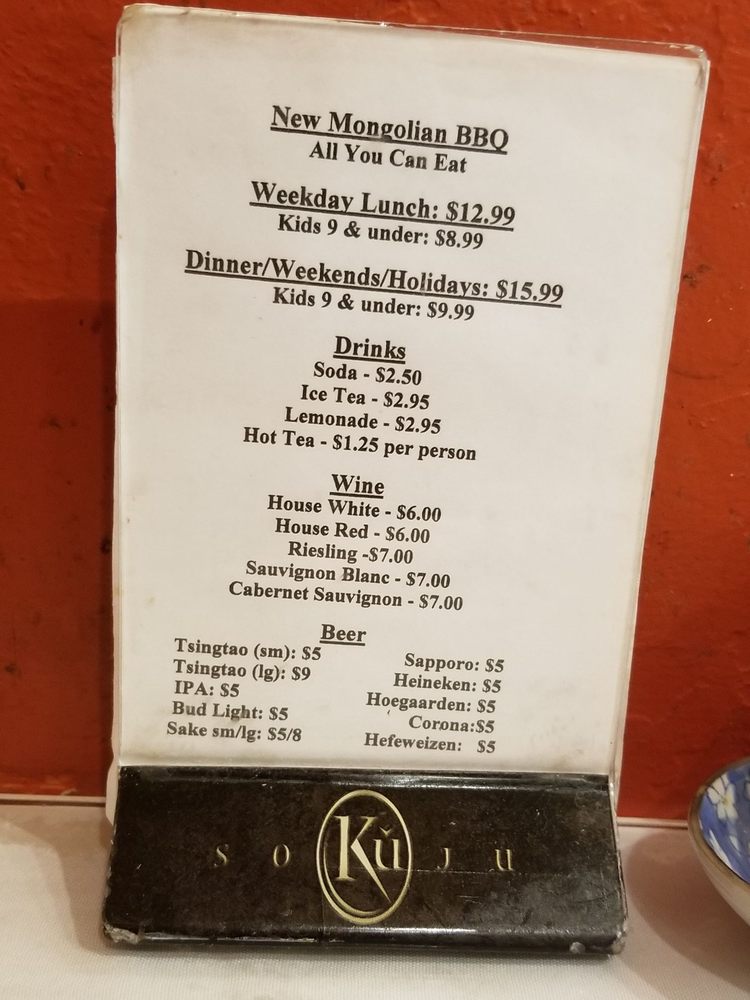 New Mongolian BBQ
All You Can Eat
Weekday Lunch: $12.99
Kids 9 & under: $8.99
Dinner/Weekends/Holidays: $15.99
Kids 9 & under: $9.99
Drinks
Soda - $2.50
Ice Tea - $2.95
Lemonade - $2.95
Hot Tea - $1.25 per person
Wine
House White - $6.00
House Red - $6.00
Riesling -$7.00
Sauvignon Blanc - $7.00
Cabernet Sauvignon - $7.00
Beer
Tsingtao (sm): $5
Tsingtao (lg): $9
IPA: $5
Bud Light: $5
Sake sm/lg: $5/8
Sapporo: $5
Heineken: $5
Hoegaarden: $5
Corona:$5
Hefeweizen: $5
SO Kŭ JU